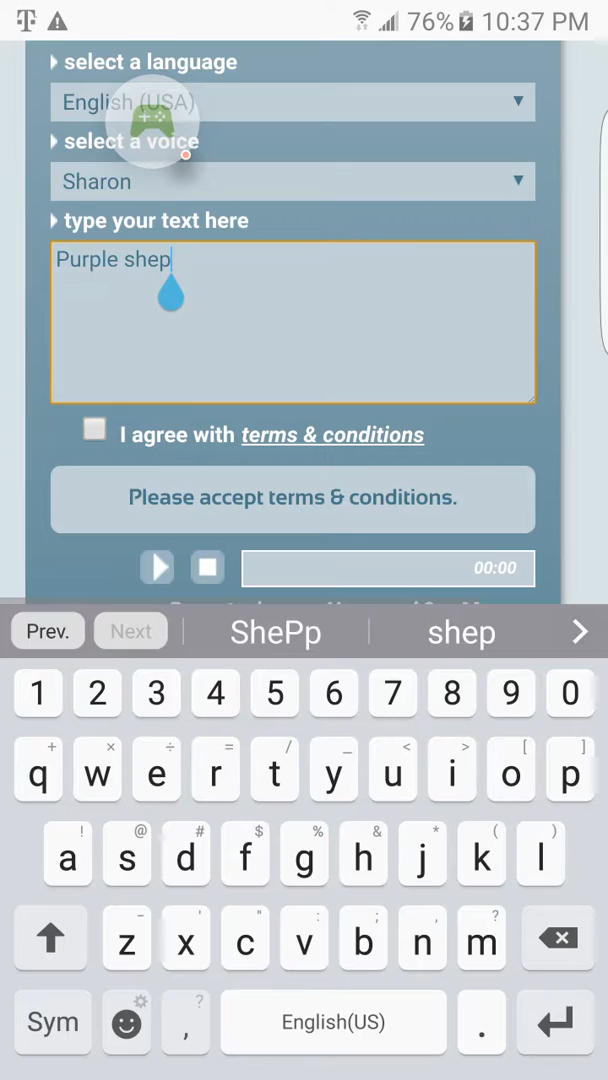 T 76% 10:37 PM
select a language
English (USA)
select a voice
Sharon
type your text here
Purple shep
I agree with terms & conditions
Please accept terms & conditions.
00:00
Prev. Next ShePp shep >
1 2 3 4 5 6 7 8 9 0
+ × ÷ = / _ < > [ ]
q w e r t y u i o p
! @ # $ % & * ( )
a s d f g h j k l
- ' " : ; , ?
z x c v b n m
?
Sym , English(US) .